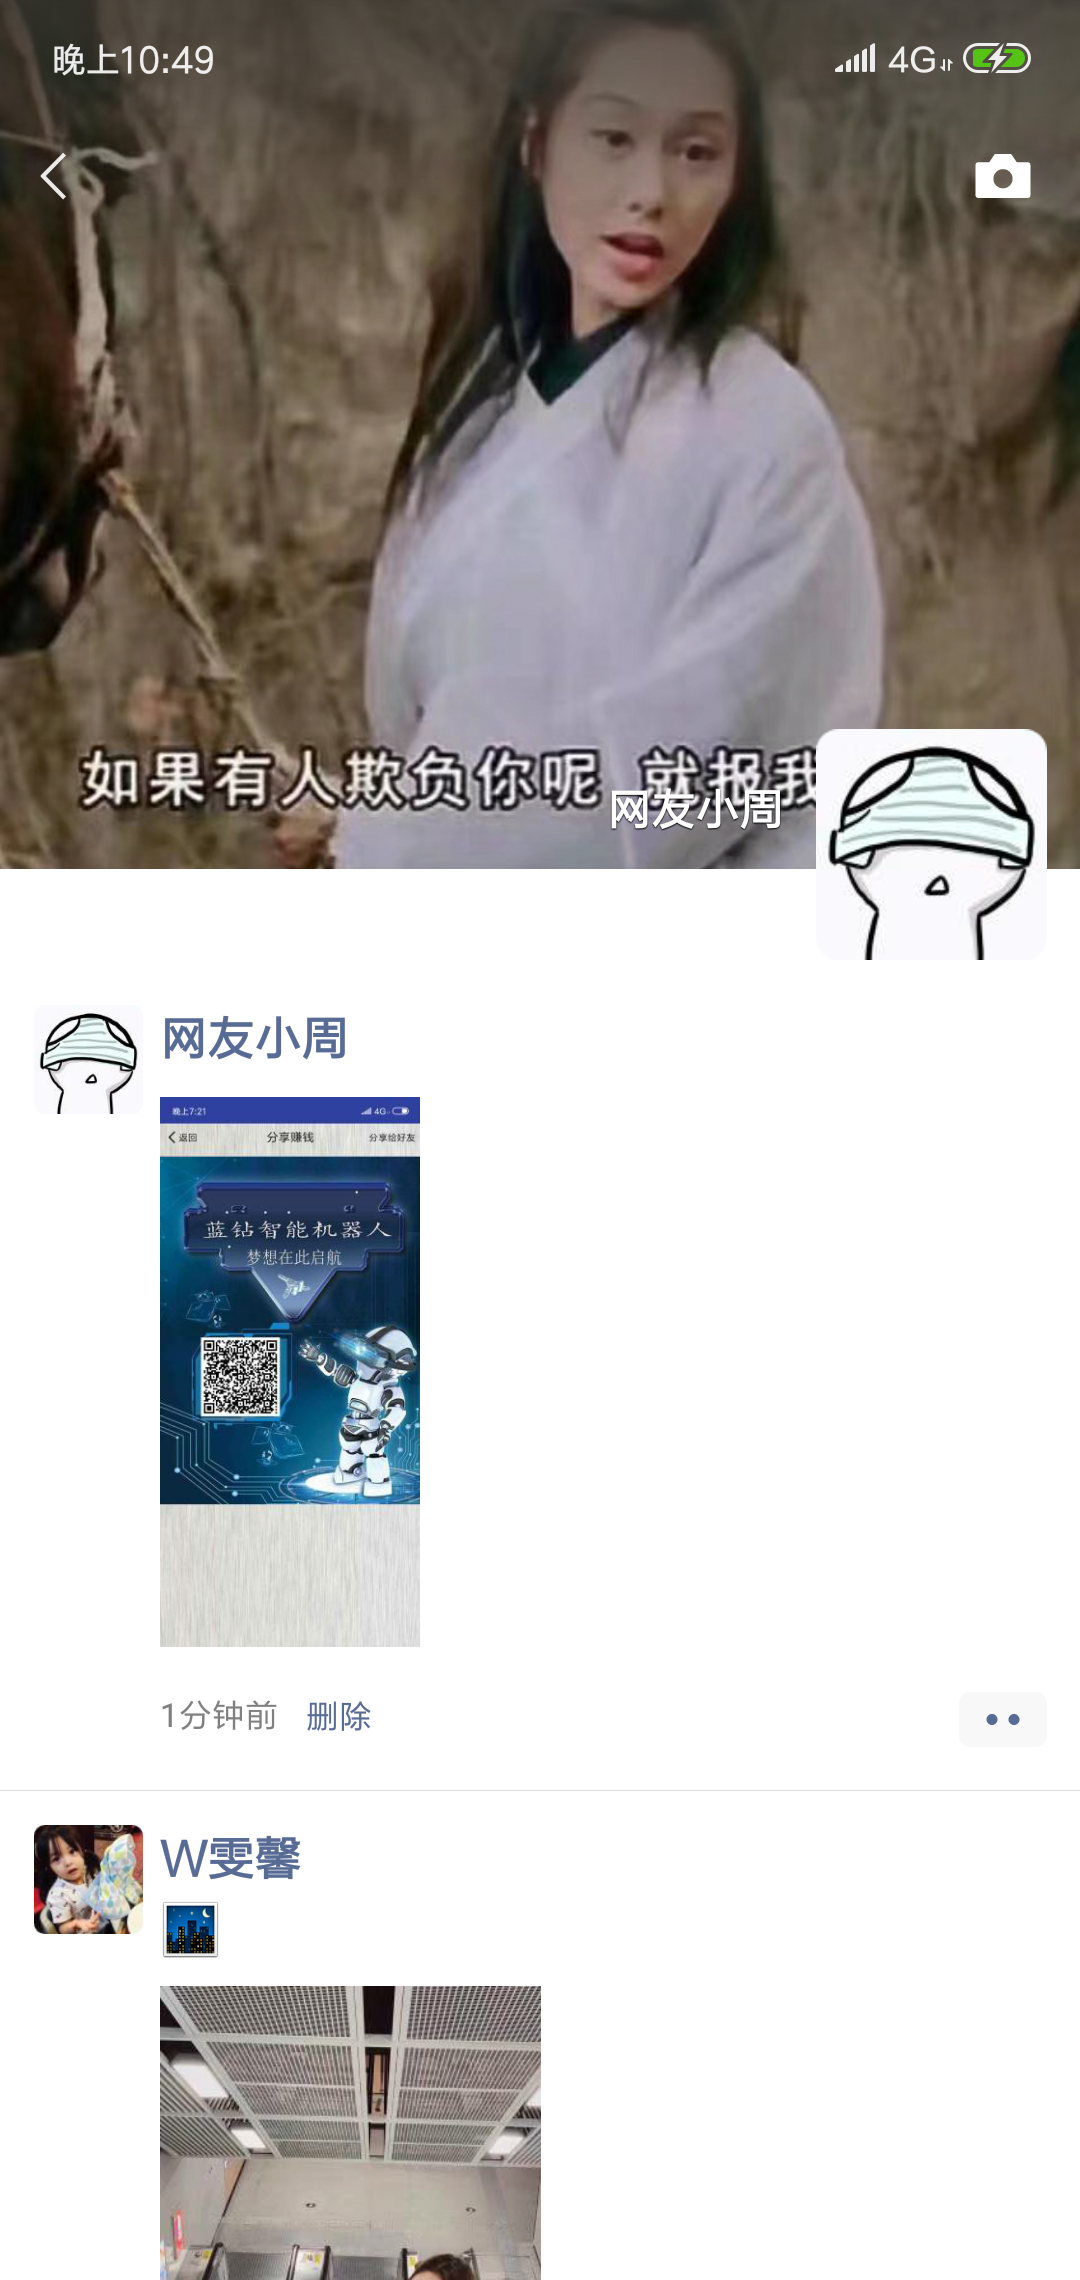 晚上10:49
4G
如果有人欺负你呢 就报我
网友小周
网友小周
晚上7:21
4G
返回
分享赚钱
分享给好友
蓝钻智能机器人
梦想在此启航
1分钟前
删除
W雯馨